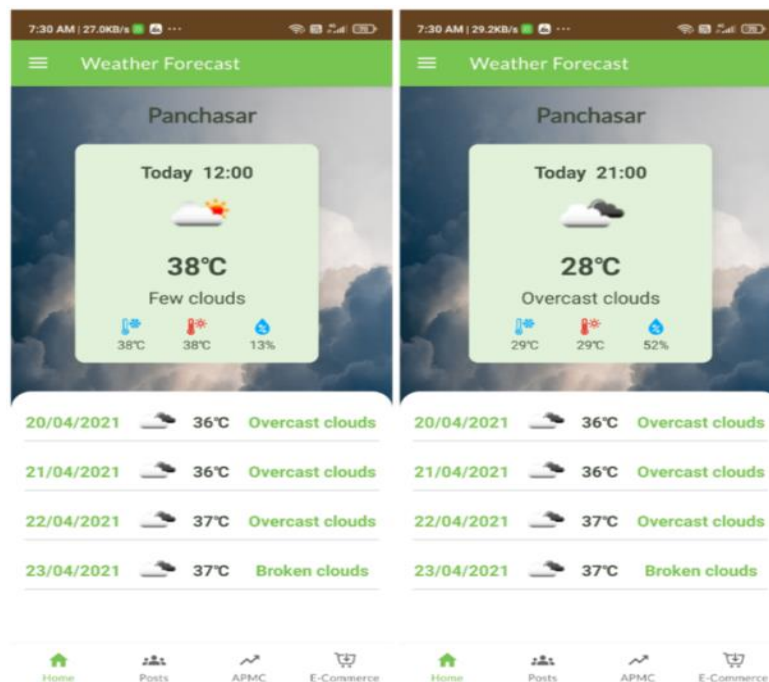 7:30 AM | 27.0KB/s
Weather Forecast
Panchasar
Today 12:00
38°C
Few clouds
38°C 38°C 13%
20/04/2021 36°C Overcast clouds
21/04/2021 36°C Overcast clouds
22/04/2021 37°C Overcast clouds
23/04/2021 37°C Broken clouds
Home Posts APMC E-Commerce
7:30 AM | 29.2KB/s
Weather Forecast
Panchasar
Today 21:00
28°C
Overcast clouds
29°C 29°C 52%
20/04/2021 36°C Overcast clouds
21/04/2021 36°C Overcast clouds
22/04/2021 37°C Overcast clouds
23/04/2021 37°C Broken clouds
Home Posts APMC E-Commerce